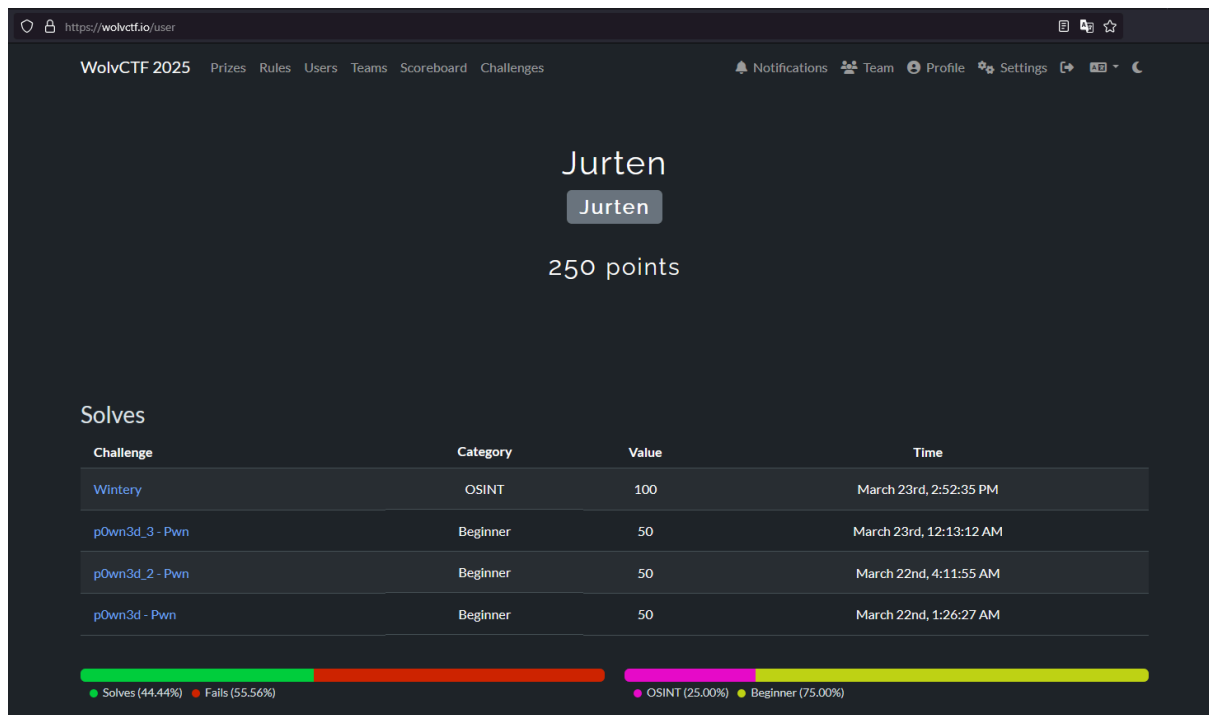 https://wolvctf.io/user
WolvCTF 2025 Prizes Rules Users Teams Scoreboard Challenges Notifications Team Profile Settings
Jurten
Jurten
250 points
Solves
Challenge Category Value Time
Wintery OSINT 100 March 23rd, 2:52:35 PM
p0wn3d_3 - Pwn Beginner 50 March 23rd, 12:13:12 AM
p0wn3d_2 - Pwn Beginner 50 March 22nd, 4:11:55 AM
p0wn3d - Pwn Beginner 50 March 22nd, 1:26:27 AM
Solves (44.44%) Fails (55.56%) OSINT (25.00%) Beginner (75.00%)